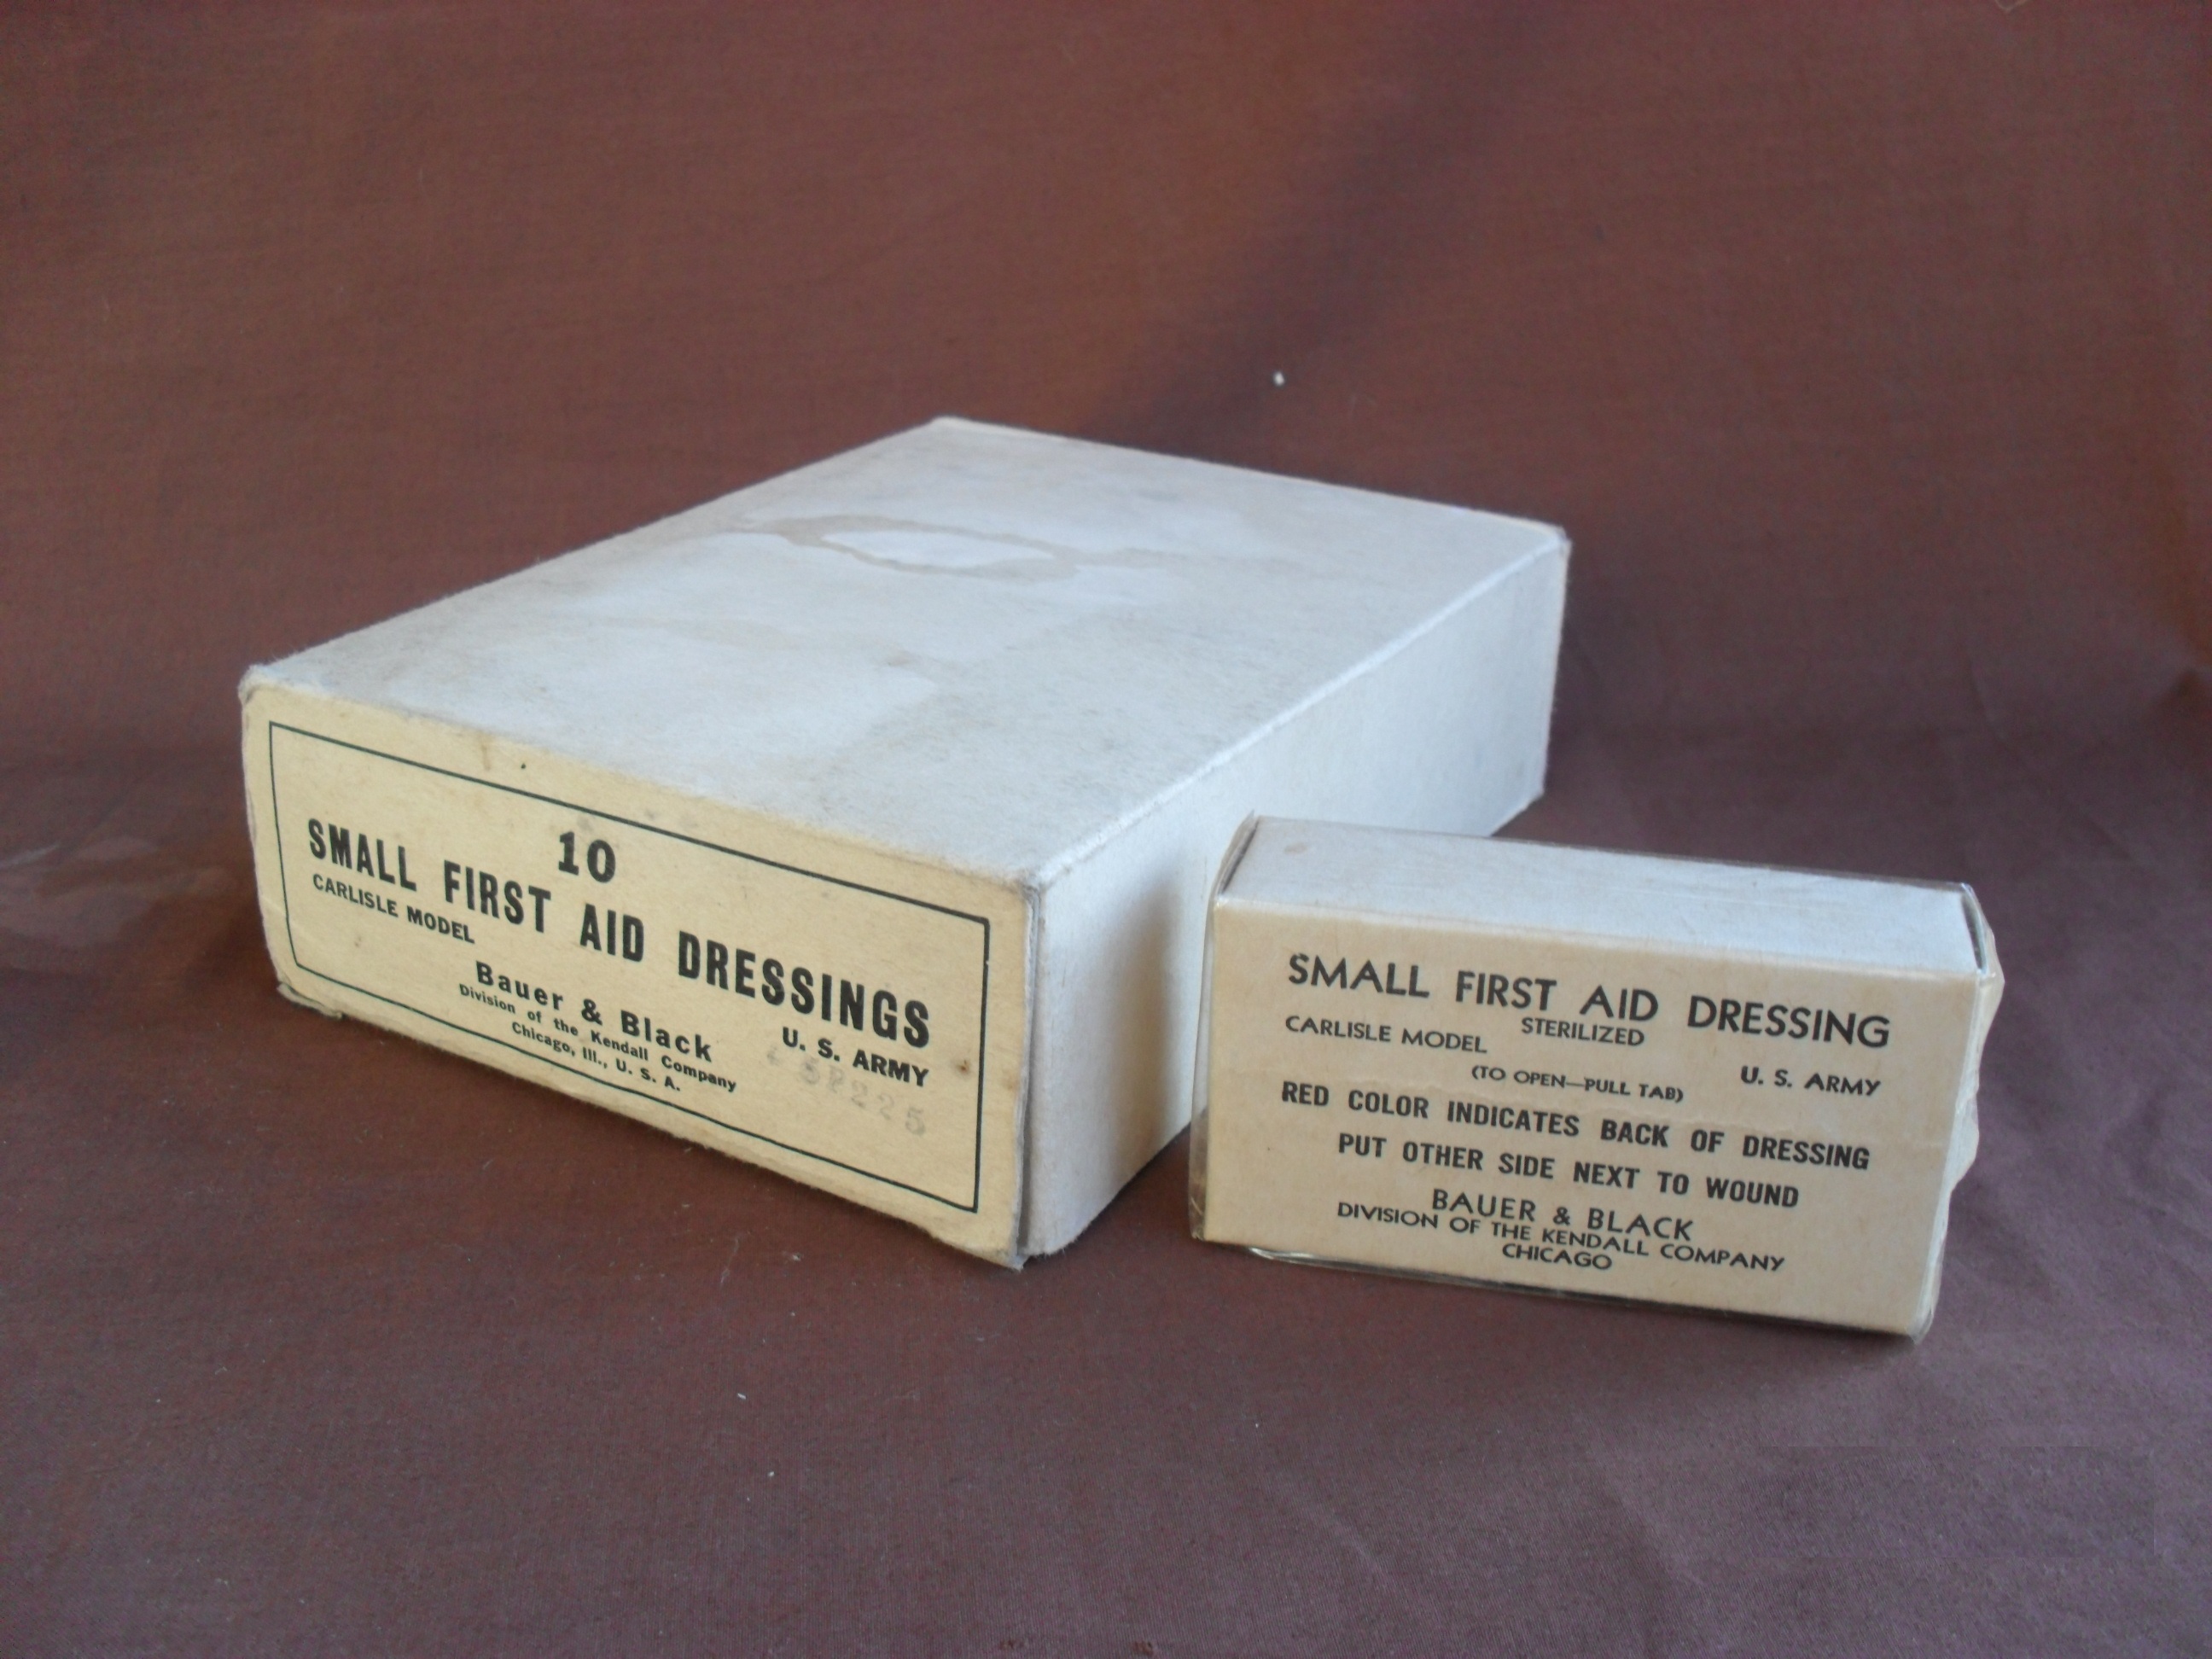 10
SMALL FIRST AID DRESSINGS
CARLISLE MODEL
U. S. ARMY
Bauer & Black
Division of the Kendall Company
Chicago, Ill., U. S. A.
SMALL FIRST AID DRESSING
STERILIZED
CARLISLE MODEL
U. S. ARMY
(TO OPEN—PULL TAB)
RED COLOR INDICATES BACK OF DRESSING
PUT OTHER SIDE NEXT TO WOUND
BAUER & BLACK
DIVISION OF THE KENDALL COMPANY
CHICAGO